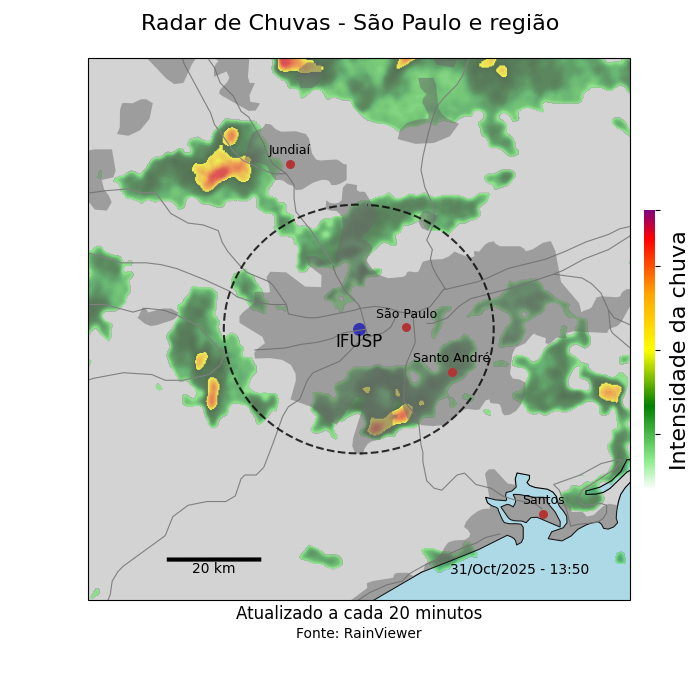 Radar de Chuvas - São Paulo e região
Jundiaí
São Paulo
IFUSP
Santo André
Santos
20 km
31/Oct/2025 - 13:50
Intensidade da chuva
Atualizado a cada 20 minutos
Fonte: RainViewer